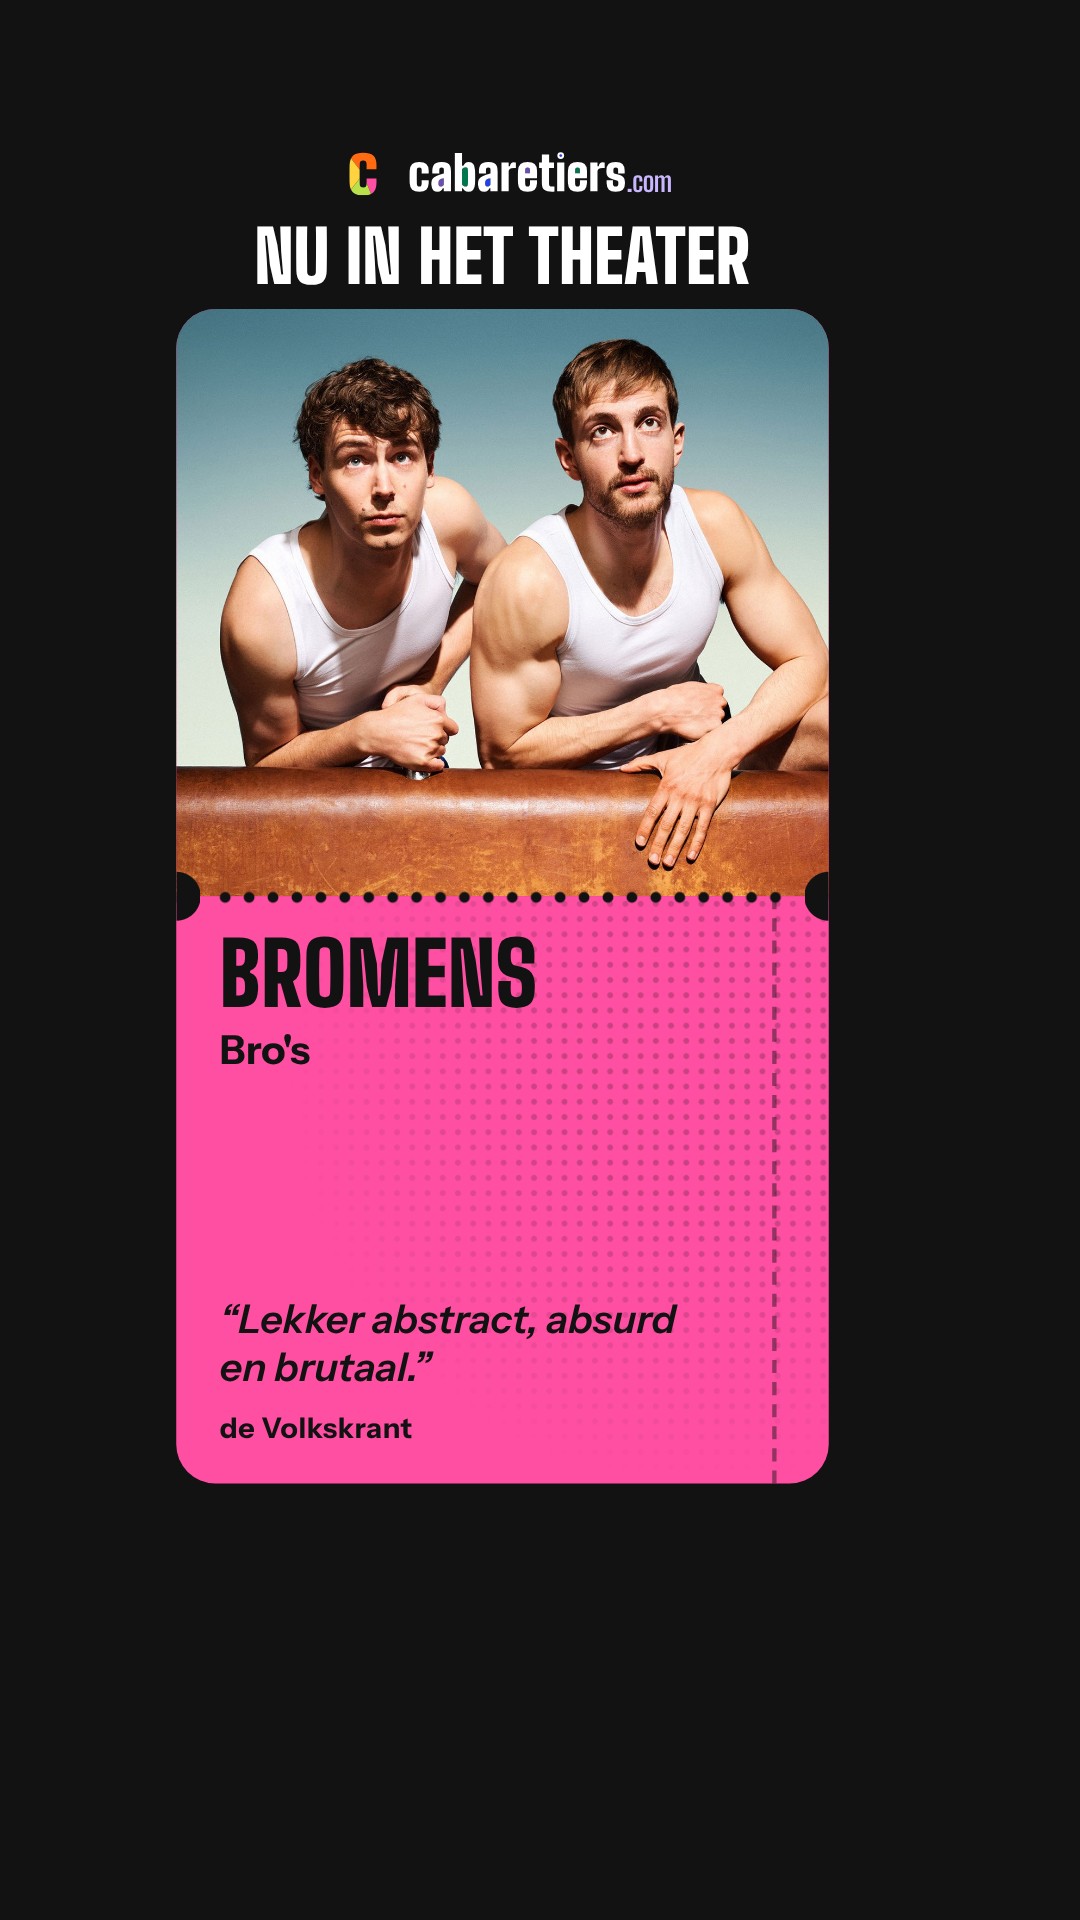 C cabaretiers.com
NU IN HET THEATER
BROMENS
Bro's
“Lekker abstract, absurd
en brutaal.”
de Volkskrant